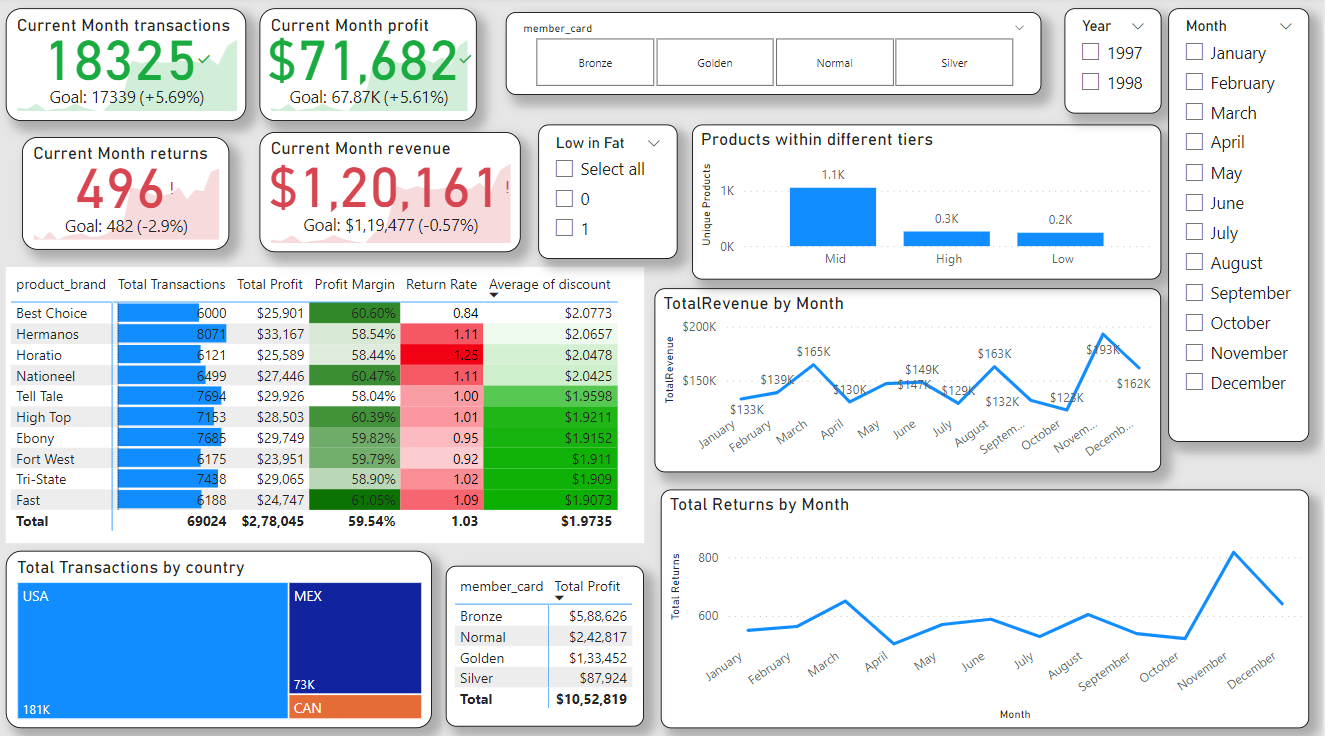 Current Month transactions
18325
Goal: 17339 (+5.69%)
Current Month profit
$71,682
Goal: 67.87K (+5.61%)
member_card
Bronze Golden Normal Silver
Year
1997
1998
Month
January
February
March
April
May
June
July
August
September
October
November
December
Current Month returns
496!
Goal: 482 (-2.9%)
Current Month revenue
$1,20,161!
Goal: $1,19,477 (-0.57%)
Low in Fat
Select all
0
1
Products within different tiers
Unique Products
1K
0K
1.1K
0.3K
0.2K
Mid High Low
product_brand Total Transactions Total Profit Profit Margin Return Rate Average of discount
Best Choice 6000 $25,901 60.60% 0.84 $2.0773
Hermanos 8071 $33,167 58.54% 1.11 $2.0657
Horatio 6121 $25,589 58.44% 1.25 $2.0478
Nationeel 6499 $27,446 60.47% 1.11 $2.0425
Tell Tale 7694 $29,926 58.04% 1.00 $1.9598
High Top 7153 $28,503 60.39% 1.01 $1.9211
Ebony 7685 $29,749 59.82% 0.95 $1.9152
Fort West 6175 $23,951 59.79% 0.92 $1.911
Tri-State 7438 $29,065 58.90% 1.02 $1.909
Fast 6188 $24,747 61.05% 1.09 $1.9073
Total 69024 $2,78,045 59.54% 1.03 $1.9735
TotalRevenue by Month
TotalRevenue
$200K
$150K
$133K
$139K
$165K
$130K
$147K
$149K
$129K
$163K
$132K
$123K
$193K
$162K
January February March April May June July August Septem... October Novem... Decemb...
Total Transactions by country
USA
181K
MEX
73K
CAN
member_card Total Profit
Bronze $5,88,626
Normal $2,42,817
Golden $1,33,452
Silver $87,924
Total $10,52,819
Total Returns by Month
Total Returns
800
600
January February March April May June July August September October November December
Month